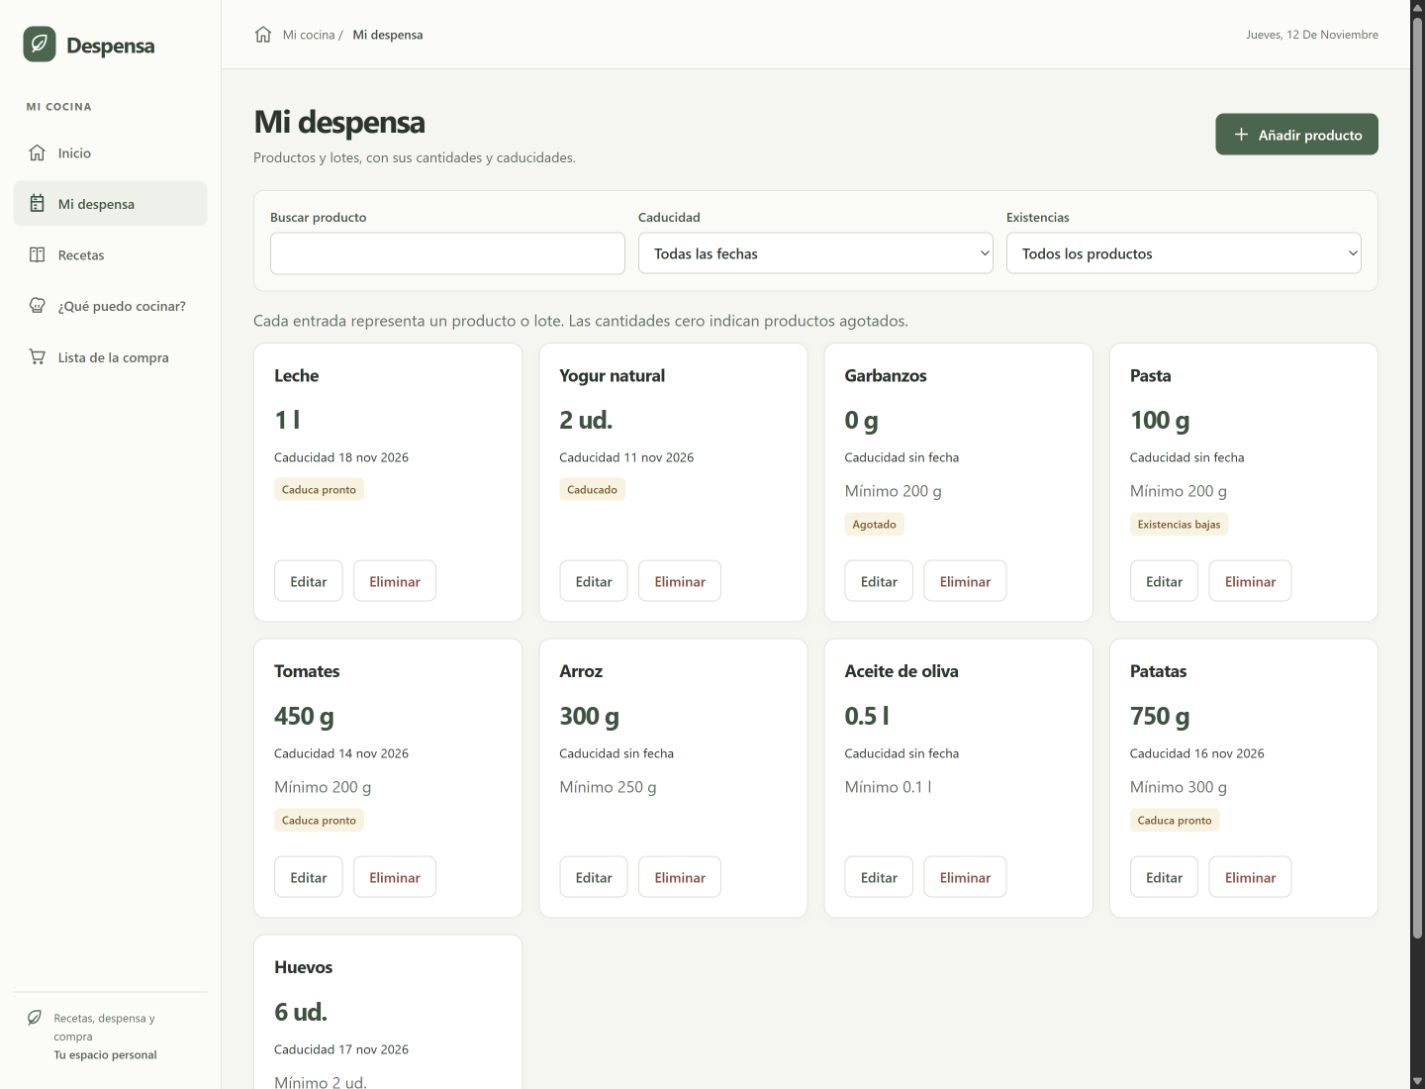 Despensa
MI COCINA
Inicio
Mi despensa
Recetas
¿Qué puedo cocinar?
Lista de la compra
Recetas, despensa y
compra
Tu espacio personal
Mi cocina / Mi despensa
Jueves, 12 De Noviembre
Mi despensa
Productos y lotes, con sus cantidades y caducidades.
+ Añadir producto
Buscar producto
Caducidad
Todas las fechas
Existencias
Todos los productos
Cada entrada representa un producto o lote. Las cantidades cero indican productos agotados.
Leche
1 l
Caducidad 18 nov 2026
Caduca pronto
Editar
Eliminar
Yogur natural
2 ud.
Caducidad 11 nov 2026
Caducado
Editar
Eliminar
Garbanzos
0 g
Caducidad sin fecha
Mínimo 200 g
Agotado
Editar
Eliminar
Pasta
100 g
Caducidad sin fecha
Mínimo 200 g
Existencias bajas
Editar
Eliminar
Tomates
450 g
Caducidad 14 nov 2026
Mínimo 200 g
Caduca pronto
Editar
Eliminar
Arroz
300 g
Caducidad sin fecha
Mínimo 250 g
Editar
Eliminar
Aceite de oliva
0.5 l
Caducidad sin fecha
Mínimo 0.1 l
Editar
Eliminar
Patatas
750 g
Caducidad 16 nov 2026
Mínimo 300 g
Caduca pronto
Editar
Eliminar
Huevos
6 ud.
Caducidad 17 nov 2026
Mínimo 2 ud.